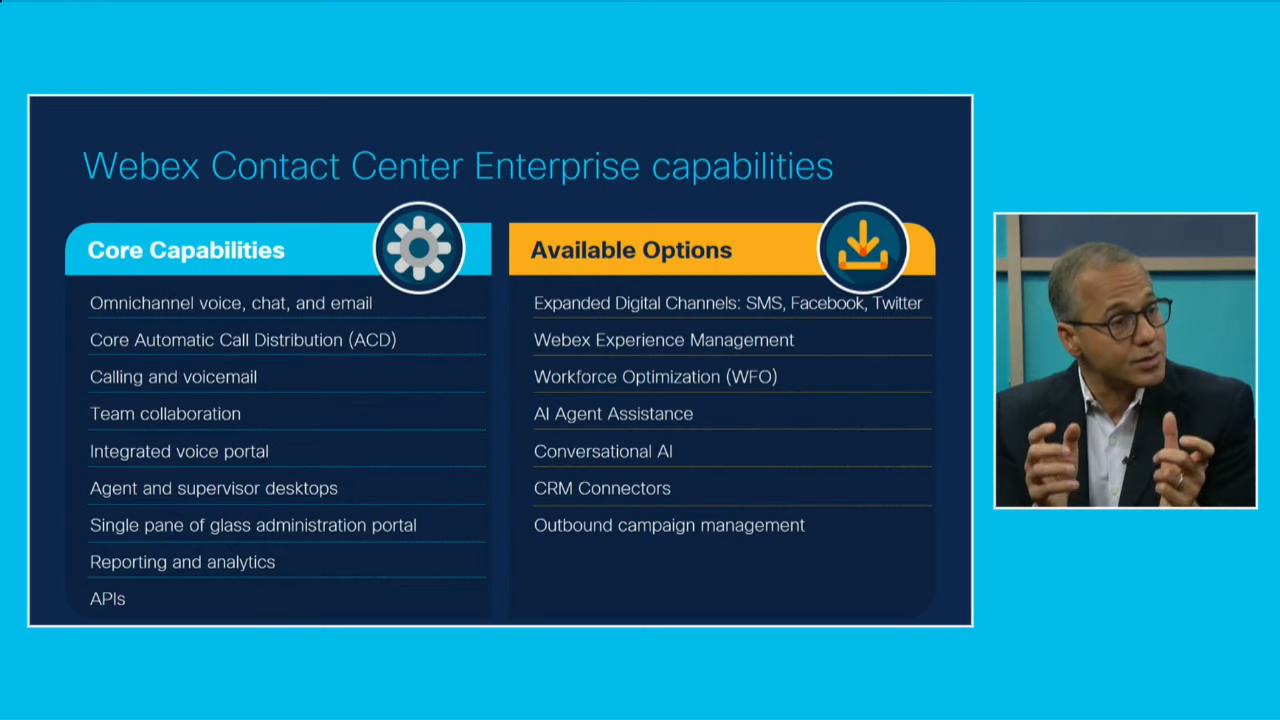 Webex Contact Center Enterprise capabilities
Core Capabilities
Omnichannel voice, chat, and email
Core Automatic Call Distribution (ACD)
Calling and voicemail
Team collaboration
Integrated voice portal
Agent and supervisor desktops
Single pane of glass administration portal
Reporting and analytics
APIs
Available Options
Expanded Digital Channels: SMS, Facebook, Twitter
Webex Experience Management
Workforce Optimization (WFO)
AI Agent Assistance
Conversational AI
CRM Connectors
Outbound campaign management